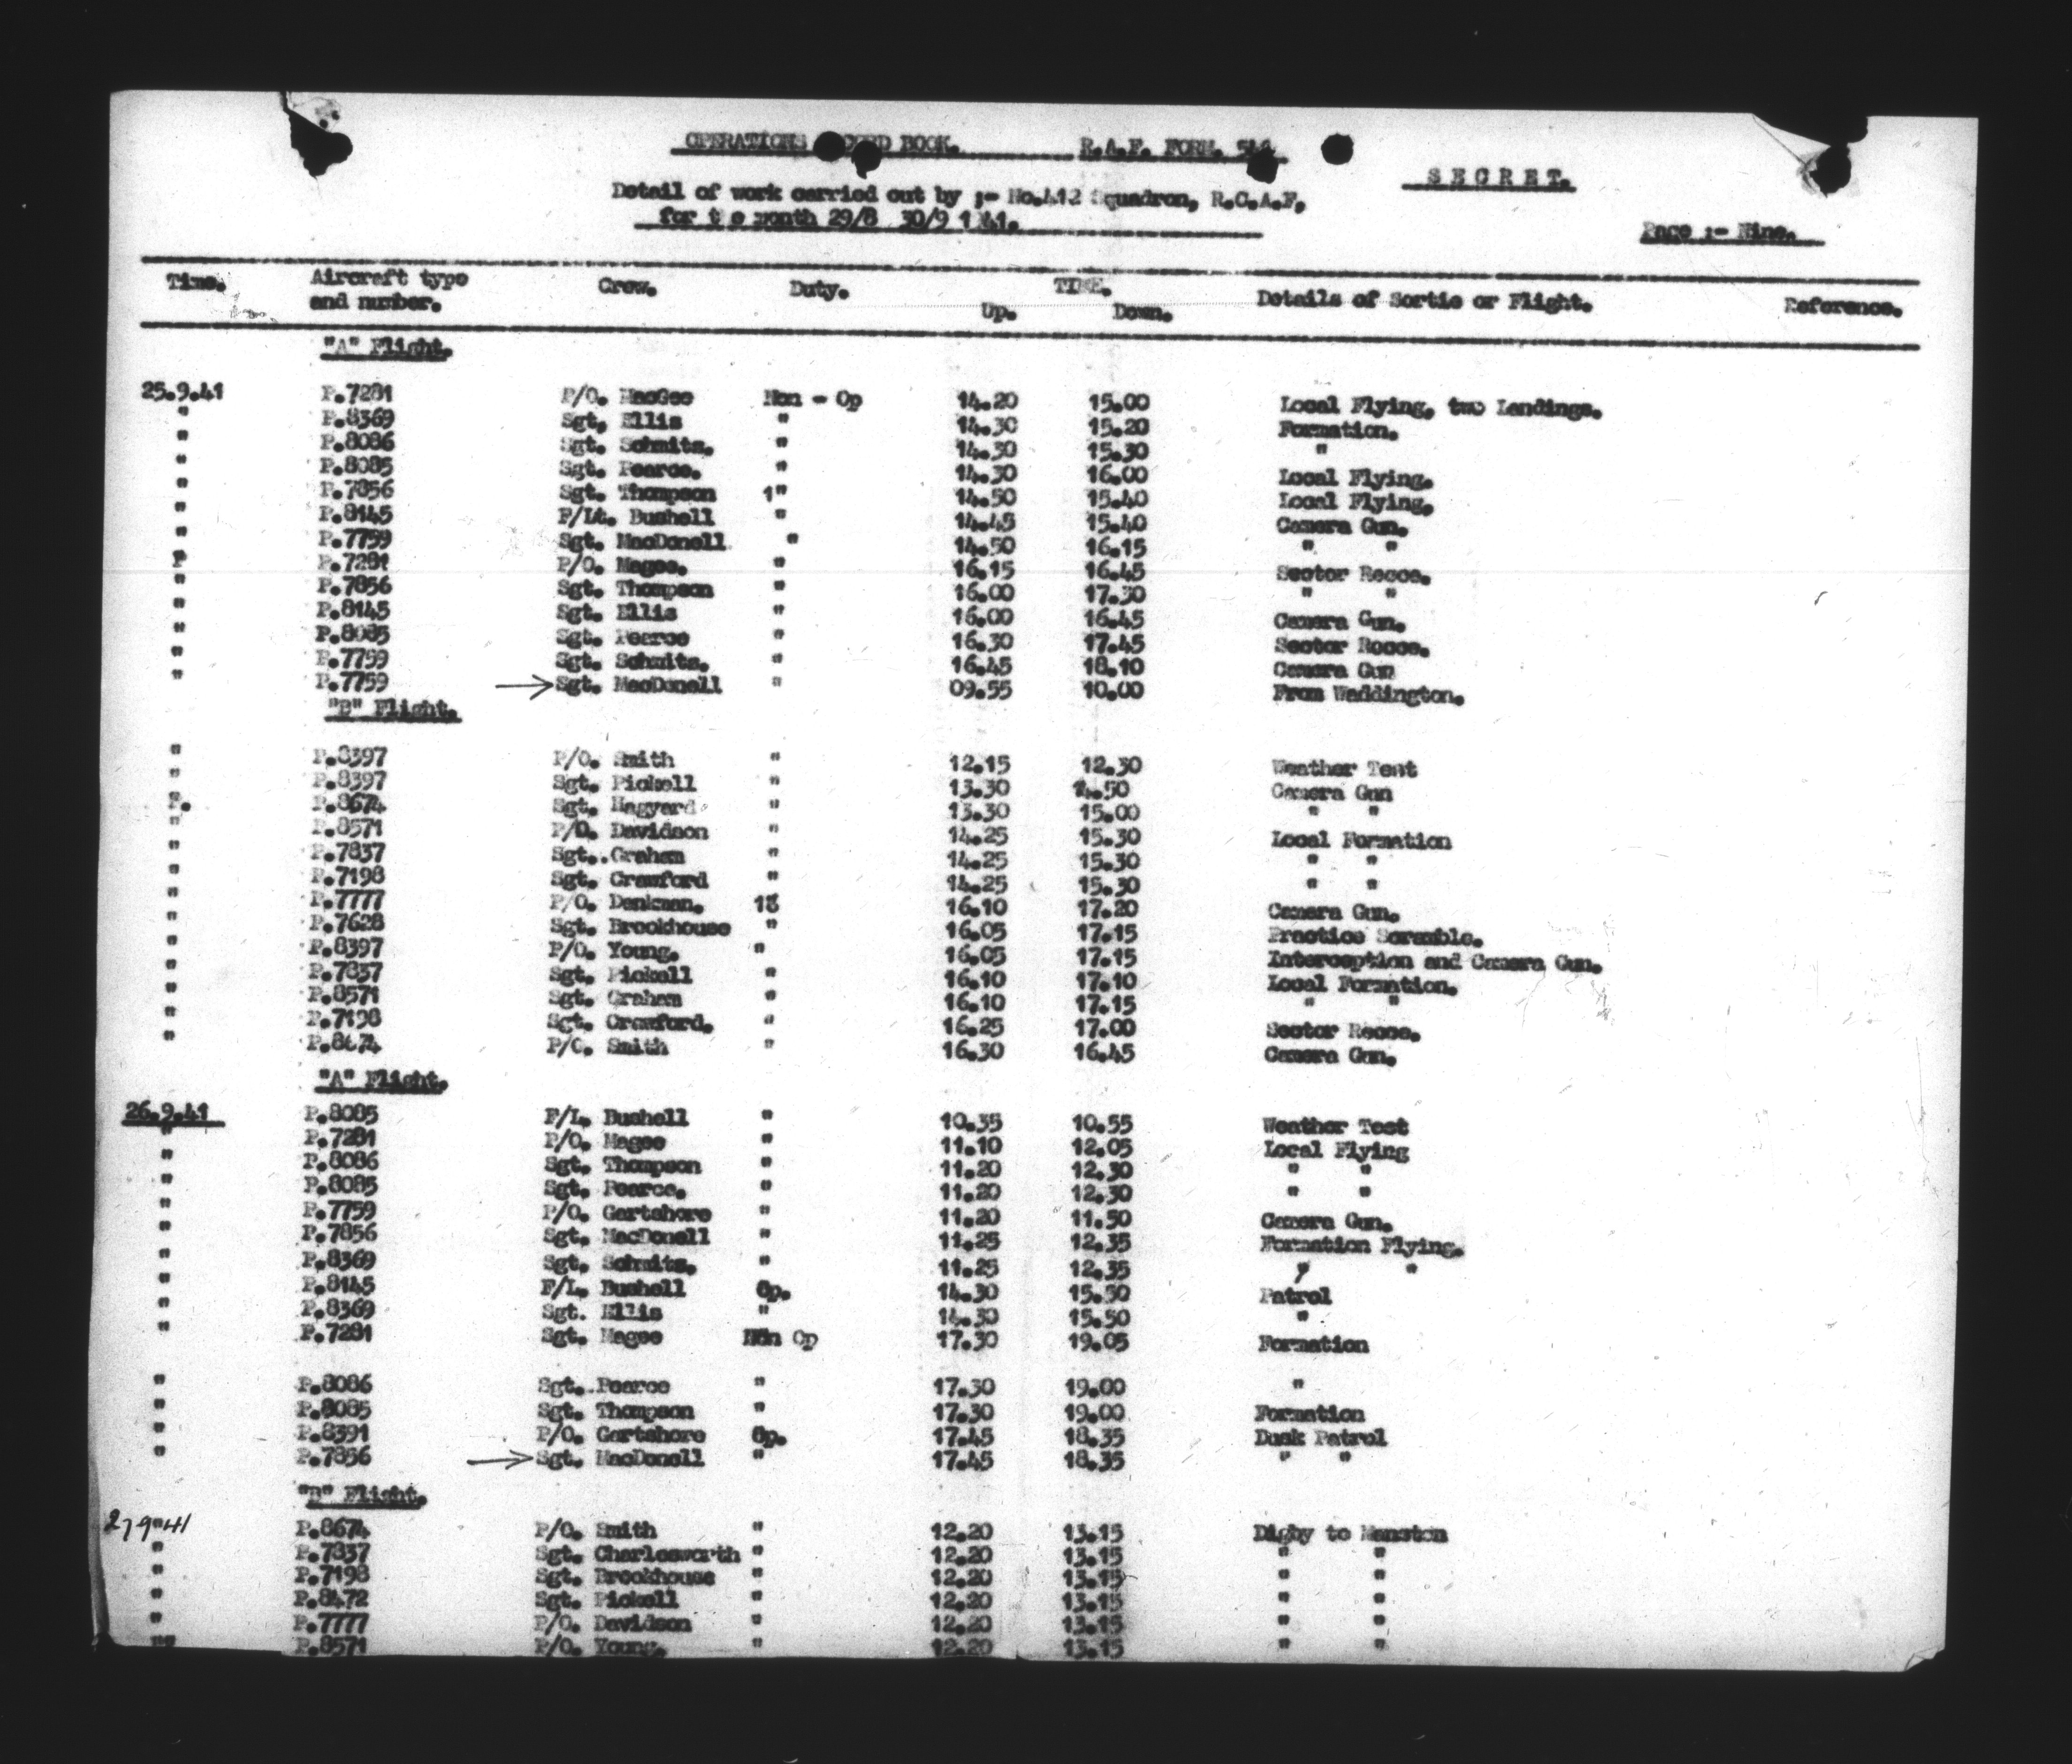 OPERATIONS RECORD BOOK. R.A.F. FORM. 541.
SECRET.
Detail of work carried out by :- No.412 Squadron, R.C.A.F,
for the month 29/8 30/9 1941.
Page :- Nine.
Time. Aircraft type and number. Crew. Duty. TIME. Up. Down. Details of Sortie or Flight. Reference.
"A" Flight.
25.9.41 P.7281 P/O. MacGee Non - Op 14.20 15.00 Local Flying, two Landings.
" P.8369 Sgt. Ellis " 14.30 15.20 Formation.
" P.8086 Sgt. Schmitz. " 14.30 15.30 "
" P.8085 Sgt. Pearce. " 14.30 16.00 Local Flying.
" P.7856 Sgt. Thompson 1" 14.50 15.40 Local Flying,
" P.8145 F/Lt. Bushell " 14.45 15.40 Camera Gun.
" P.7759 Sgt. MacDonell " 14.50 16.15 " "
P P.7281 P/O. Magee. " 16.15 16.45 Sector Recce.
" P.7856 Sgt. Thompson " 16.00 17.30 " "
" P.8145 Sgt. Ellis " 16.00 16.45 Camera Gun.
" P.8085 Sgt. Pearce " 16.30 17.45 Sector Recce.
" P.7759 Sgt. Schmitz. " 16.45 18.10 Camera Gun
" P.7759 → Sgt. MacDonell " 09.55 10.00 From Waddington.
"B" Flight.
" P.8397 P/O. Smith " 12.15 12.30 Weather Test
" P.8397 Sgt. Pickell " 13.30 14.50 Camera Gun
P. P.8674 Sgt. Hagyard " 13.30 15.00 " "
" P.8571 P/O. Davidson " 14.25 15.30 Local Formation
" P.7837 Sgt.. Graham " 14.25 15.30 " "
" P.7198 Sgt. Crawford " 14.25 15.30 " "
" P.7777 P/O. Denkman. 16.10 17.20 Camera Gun.
" P.7628 Sgt. Brookhouse " 16.05 17.15 Practice Scramble.
" P.8397 P/O. Young. " 16.05 17.15 Interception and Camera Gun.
" P.7837 Sgt. Pickell " 16.10 17.10 Local Formation.
" P.8571 Sgt. Graham " 16.10 17.15 " "
" P.7198 Sgt. Crawford. " 16.25 17.00 Sector Recce.
" P.8674 P/O. Smith " 16.30 16.45 Camera Gun.
"A" Flight.
26.9.41 P.8085 F/L. Bushell " 10.35 10.55 Weather Test
" P.7281 P/O. Magee " 11.10 12.05 Local Flying
" P.8086 Sgt. Thompson " 11.20 12.30 " "
" P.8085 Sgt. Pearce. " 11.20 12.30 " "
" P.7759 P/O. Gartshore " 11.20 11.50 Camera Gun.
" P.7856 Sgt. MacDonell " 11.25 12.35 Formation Flying.
" P.8369 Sgt. Schmitz. " 11.25 12.35 " "
" P.8145 F/L. Bushell Op. 14.30 15.50 Patrol
" P.8369 Sgt. Ellis " 14.30 15.50 "
" P.7281 Sgt. Magee Non Op 17.30 19.05 Formation
" P.8086 Sgt.. Pearce " 17.30 19.00 "
" P.8085 Sgt. Thompson " 17.30 19.00 Formation
" P.8391 P/O. Gartshore Op. 17.45 18.35 Dusk Patrol
" P.7856 → Sgt. MacDonell " 17.45 18.35 " "
"B" Flight.
27 9 41 P.8674 P/O. Smith " 12.20 13.15 Digby to Manston
" P.7837 Sgt. Charlesworth " 12.20 13.15 " "
" P.7198 Sgt. Brookhouse " 12.20 13.15 " "
" P.8472 Sgt. Pickell " 12.20 13.15 " "
" P.7777 P/O. Davidson " 12.20 13.15 " "
"" P.8571 P/O. Young. " 12.20 13.15 " "